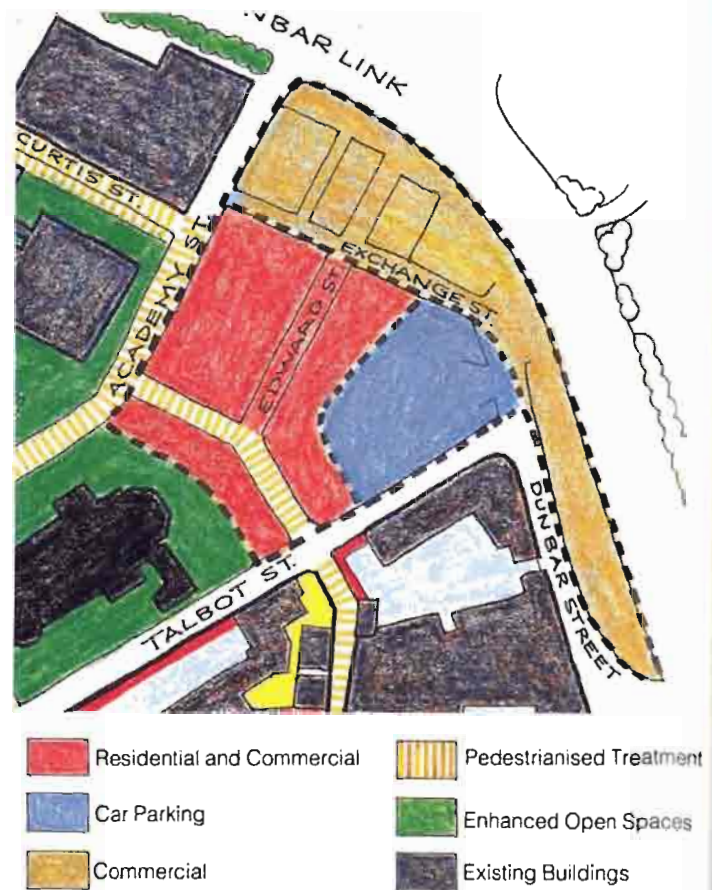 NBAR LINK
CURTIS ST.
ACADEMY ST.
EXCHANGE ST.
EDWARD ST.
DUNBAR STREET
TALBOT ST.
Residential and Commercial
Pedestrianised Treatment
Car Parking
Enhanced Open Spaces
Commercial
Existing Buildings